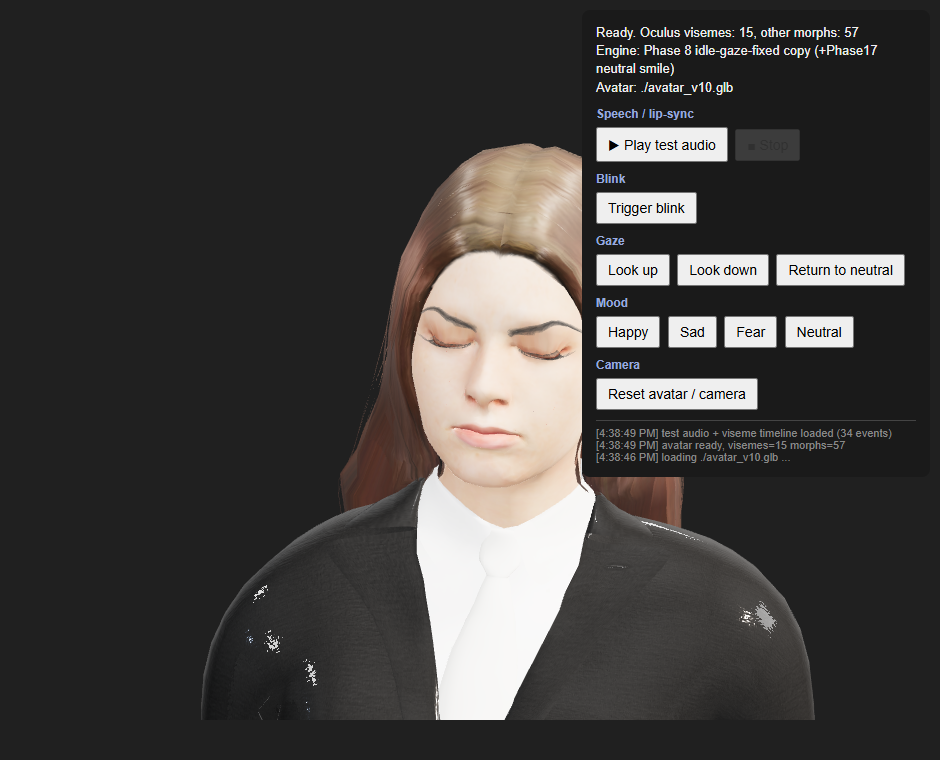 Ready. Oculus visemes: 15, other morphs: 57
Engine: Phase 8 idle-gaze-fixed copy (+Phase17
neutral smile)
Avatar: ./avatar_v10.glb
Speech / lip-sync
▶ Play test audio ■ Stop
Blink
Trigger blink
Gaze
Look up Look down Return to neutral
Mood
Happy Sad Fear Neutral
Camera
Reset avatar / camera
[4:38:49 PM] test audio + viseme timeline loaded (34 events)
[4:38:49 PM] avatar ready, visemes=15 morphs=57
[4:38:46 PM] loading ./avatar_v10.glb ...